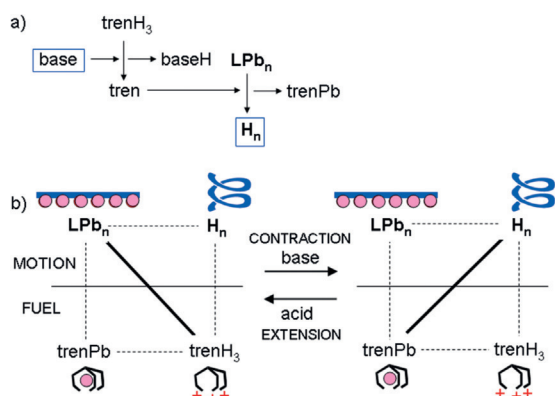 a)
trenH₃
base
baseH
LPbₙ
tren
trenPb
Hₙ
b)
LPbₙ
Hₙ
CONTRACTION
base
LPbₙ
Hₙ
MOTION
FUEL
acid
EXTENSION
trenPb
trenH₃
trenPb
trenH₃
+ + +
+ + +